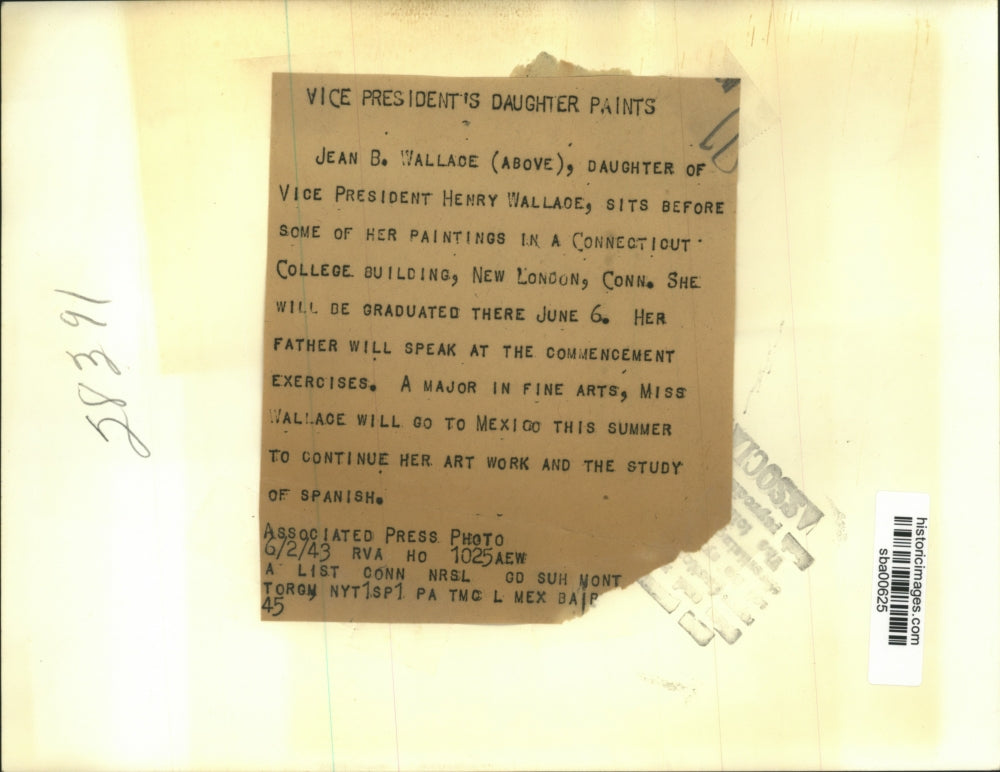 VICE PRESIDENT'S DAUGHTER PAINTS
JEAN B. WALLACE (ABOVE), DAUGHTER OF
VICE PRESIDENT HENRY WALLACE, SITS BEFORE
SOME OF HER PAINTINGS IN A CONNECTICUT
COLLEGE BUILDING, NEW LONDON, CONN. SHE
WILL BE GRADUATED THERE JUNE 6. HER
FATHER WILL SPEAK AT THE COMMENCEMENT
EXERCISES. A MAJOR IN FINE ARTS, MISS
WALLACE WILL GO TO MEXICO THIS SUMMER
TO CONTINUE HER ART WORK AND THE STUDY
OF SPANISH.
ASSOCIATED PRESS PHOTO
6/2/43 RVA HO 1025AEW
A LIST CONN NRSL GD SUH MONT
TORGM NYT1SP1 PA TMC L MEX
45
28391
ASSOCI
historicimages.com
sba00625